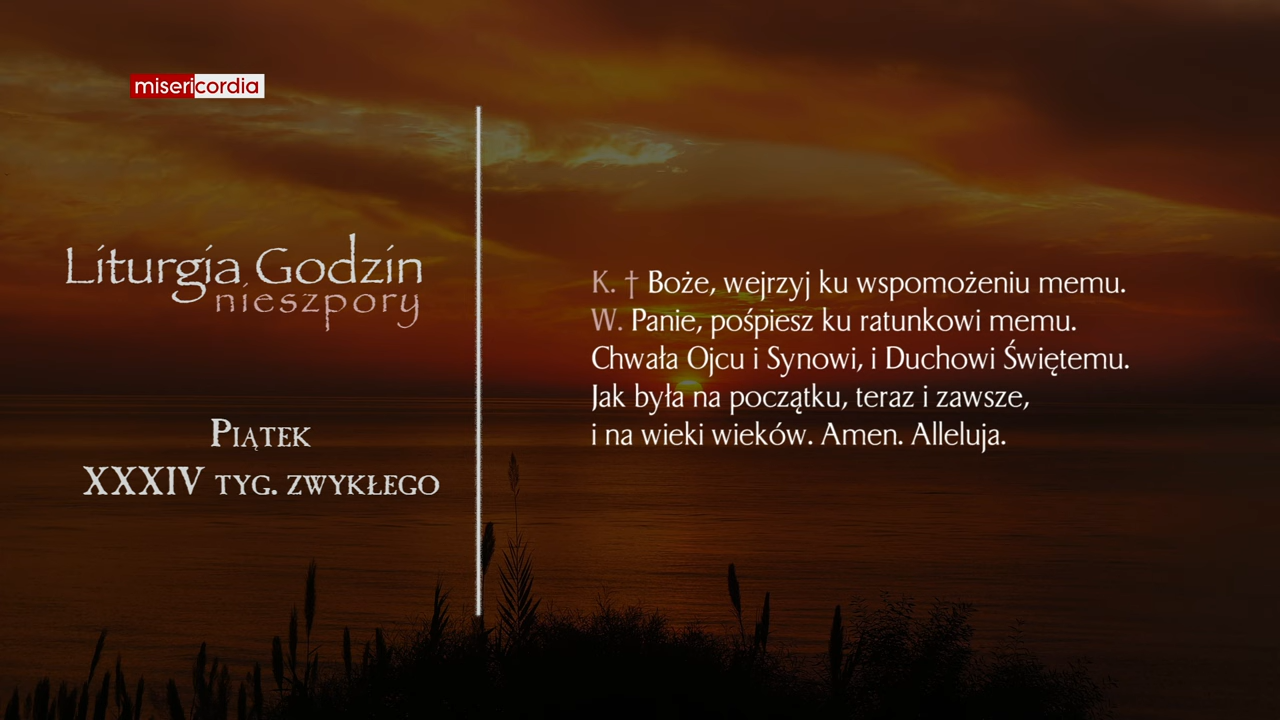 misericordia
Liturgia Godzin
nieszpory
Piątek
XXXIV tyg. zwykłego
K. † Boże, wejrzyj ku wspomożeniu memu.
W. Panie, pośpiesz ku ratunkowi memu.
Chwała Ojcu i Synowi, i Duchowi Świętemu.
Jak była na początku, teraz i zawsze,
i na wieki wieków. Amen. Alleluja.